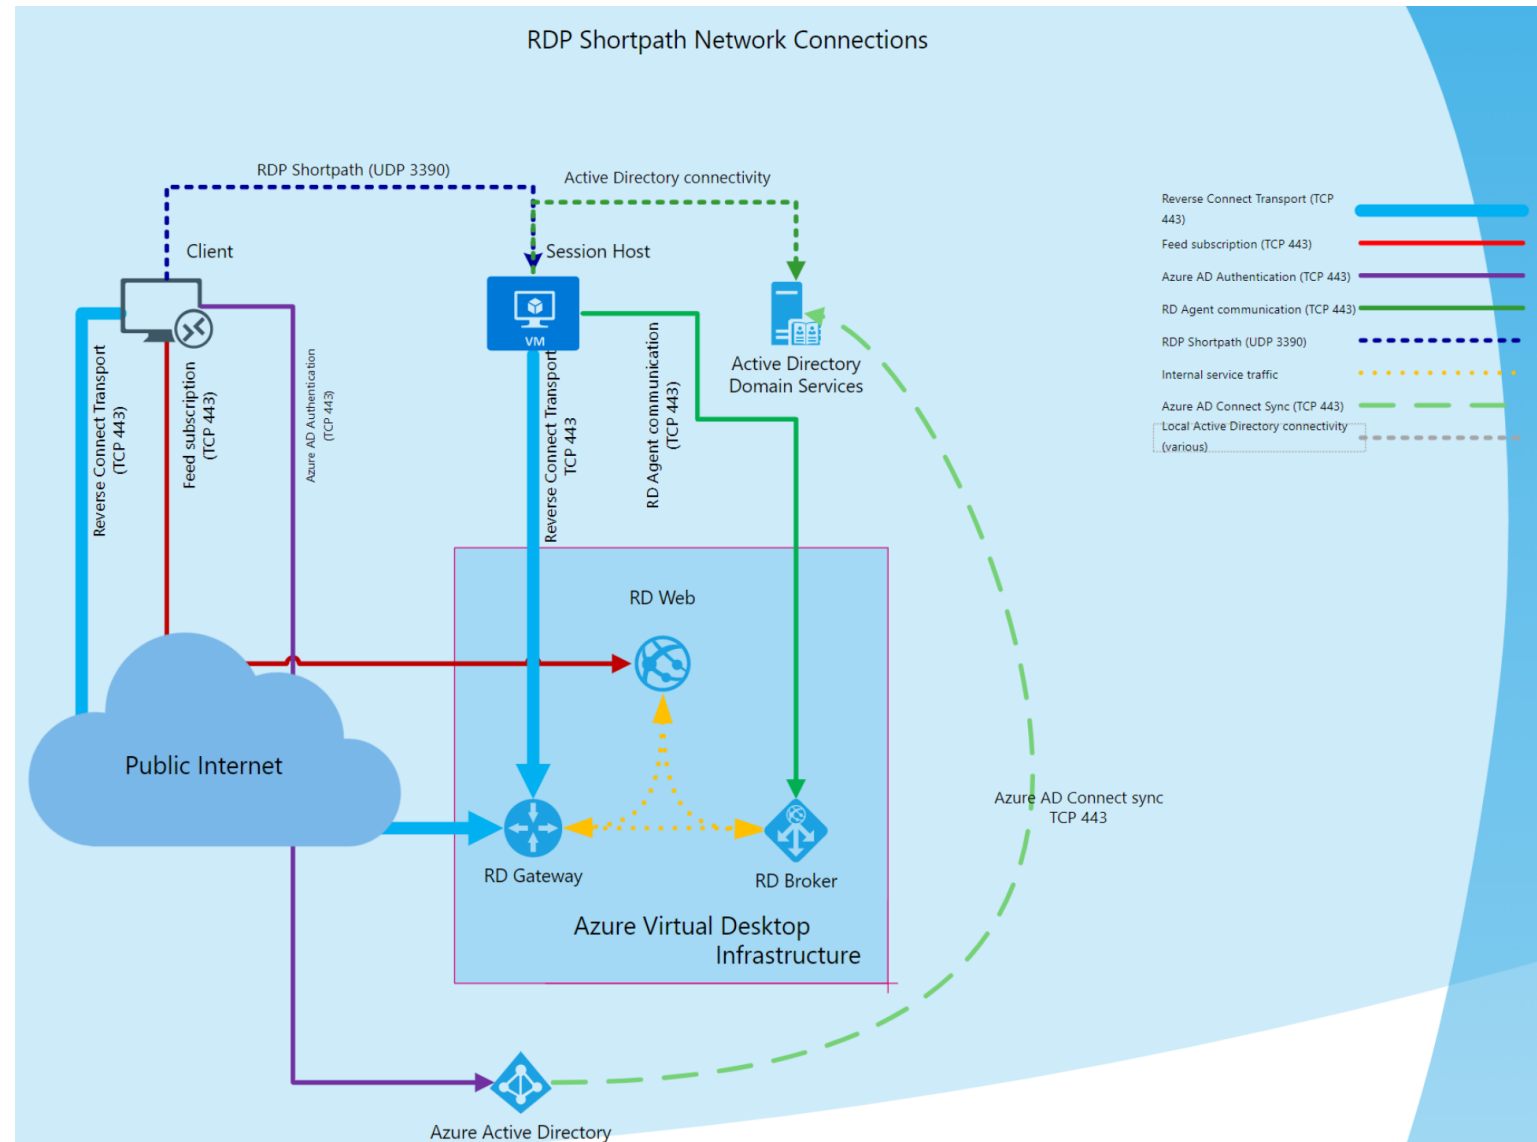 RDP Shortpath Network Connections
RDP Shortpath (UDP 3390)
Active Directory connectivity
Client
Session Host
VM
Active Directory
Domain Services
Reverse Connect Transport
(TCP 443)
Feed subscription
(TCP 443)
Azure AD Authentication
(TCP 443)
Reverse Connect Transport
TCP 443
RD Agent communication
(TCP 443)
Reverse Connect Transport (TCP
443)
Feed subscription (TCP 443)
Azure AD Authentication (TCP 443)
RD Agent communication (TCP 443)
RDP Shortpath (UDP 3390)
Internal service traffic
Azure AD Connect Sync (TCP 443)
Local Active Directory connectivity
(various)
RD Web
Public Internet
RD Gateway
RD Broker
Azure Virtual Desktop
Infrastructure
Azure AD Connect sync
TCP 443
Azure Active Directory